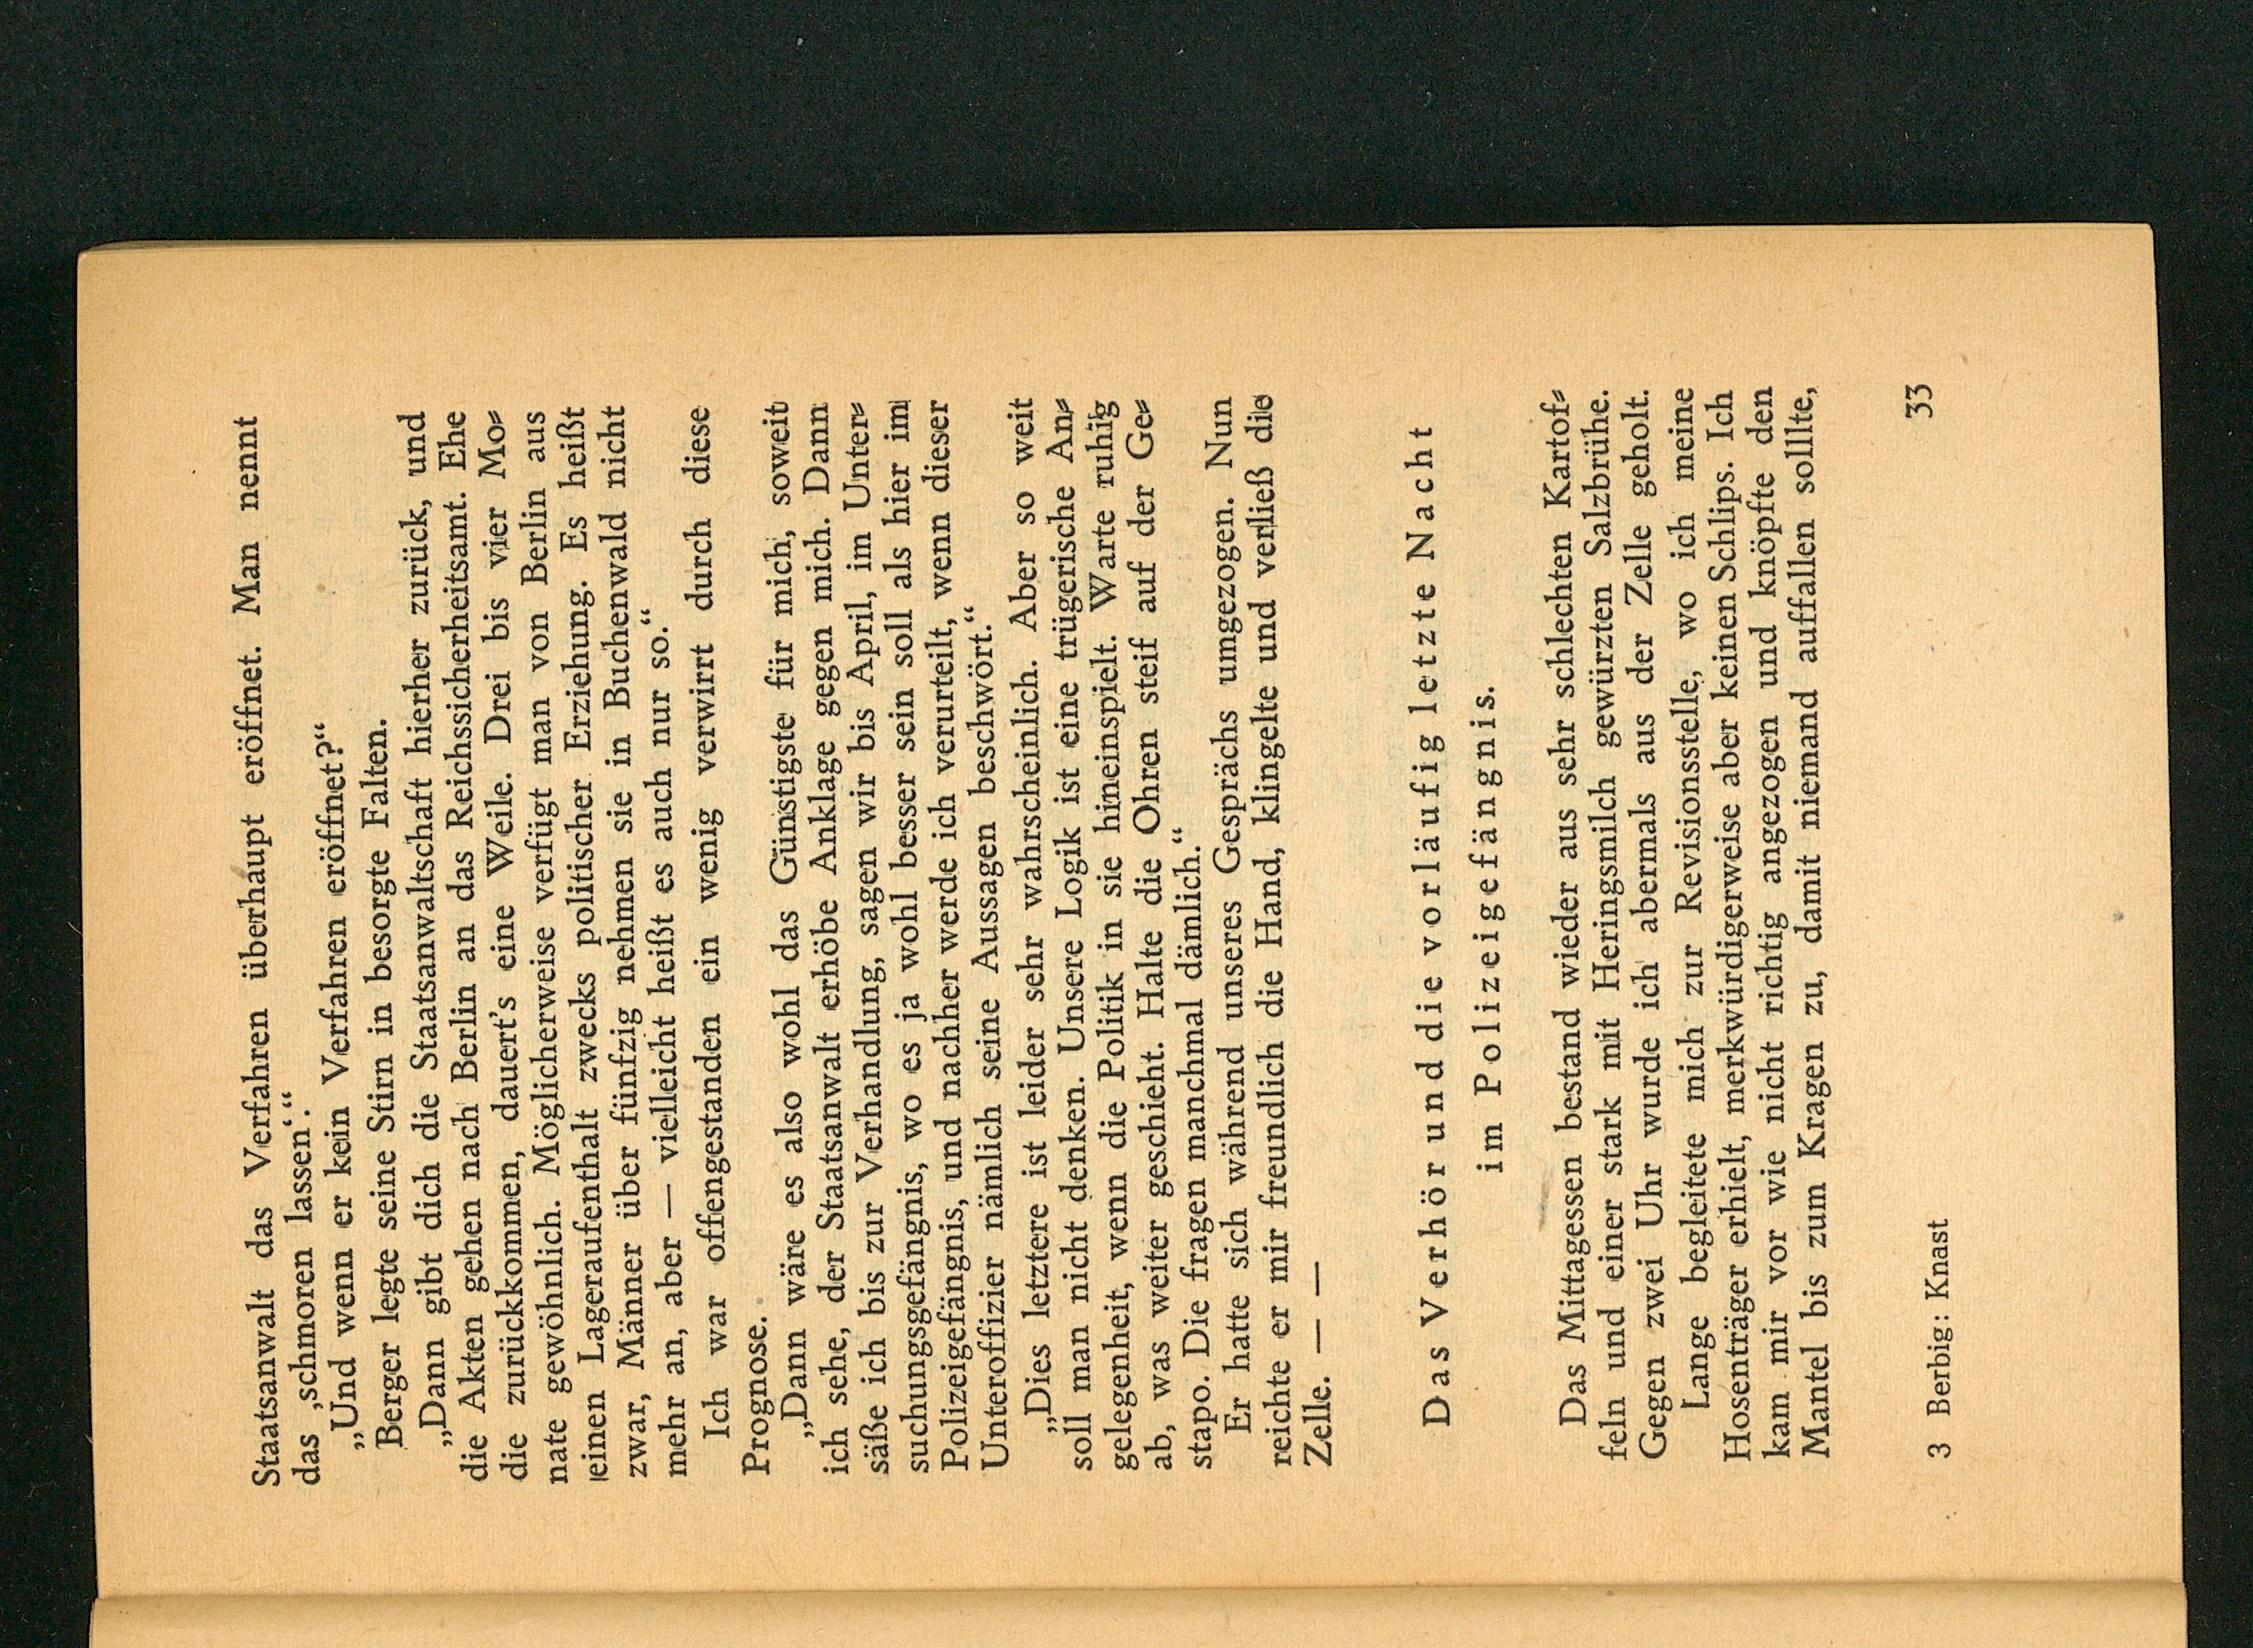 Staatsanwalt das Verfahren überhaupt eröffnet. Man nennt
das ‚schmoren lassen‘.“
„Und wenn er kein Verfahren eröffnet?“
Berger legte seine Stirn in besorgte Falten.
„Dann gibt dich die Staatsanwaltschaft hierher zurück, und
die Akten gehen nach Berlin an das Reichssicherheitsamt. Ehe
die zurückkommen, dauert's eine Weile. Drei bis vier Mo-
nate gewöhnlich. Möglicherweise verfügt man von Berlin aus
einen Lageraufenthalt zwecks politischer Erziehung. Es heißt
zwar, Männer über fünfzig nehmen sie in Buchenwald nicht
mehr an, aber — vielleicht heißt es auch nur so.“
Ich war offengestanden ein wenig verwirrt durch diese
Prognose.
„Dann wäre es also wohl das Günstigste für mich, soweit
ich sehe, der Staatsanwalt erhöbe Anklage gegen mich. Dann
säße ich bis zur Verhandlung, sagen wir bis April, im Unter-
suchungsgefängnis, wo es ja wohl besser sein soll als hier im
Polizeigefängnis, und nachher werde ich verurteilt, wenn dieser
Unteroffizier nämlich seine Aussagen beschwört.“
„Dies letztere ist leider sehr wahrscheinlich. Aber so weit
soll man nicht denken. Unsere Logik ist eine trügerische An-
gelegenheit, wenn die Politik in sie hineinspielt. Warte ruhig
ab, was weiter geschieht. Halte die Ohren steif auf der Ge-
stapo. Die fragen manchmal dämlich.“
Er hatte sich während unseres Gesprächs umgezogen. Nun
reichte er mir freundlich die Hand, klingelte und verließ die
Zelle. — —
Das Verhör und die vorläufig letzte Nacht
im Polizeigefängnis.
Das Mittagessen bestand wieder aus sehr schlechten Kartof-
feln und einer stark mit Heringsmilch gewürzten Salzbrühe.
Gegen zwei Uhr wurde ich abermals aus der Zelle geholt.
Lange begleitete mich zur Revisionsstelle, wo ich meine
Hosenträger erhielt, merkwürdigerweise aber keinen Schlips. Ich
kam mir vor wie nicht richtig angezogen und knöpfte den
Mantel bis zum Kragen zu, damit niemand auffallen solllte,
3 Berbig: Knast
33